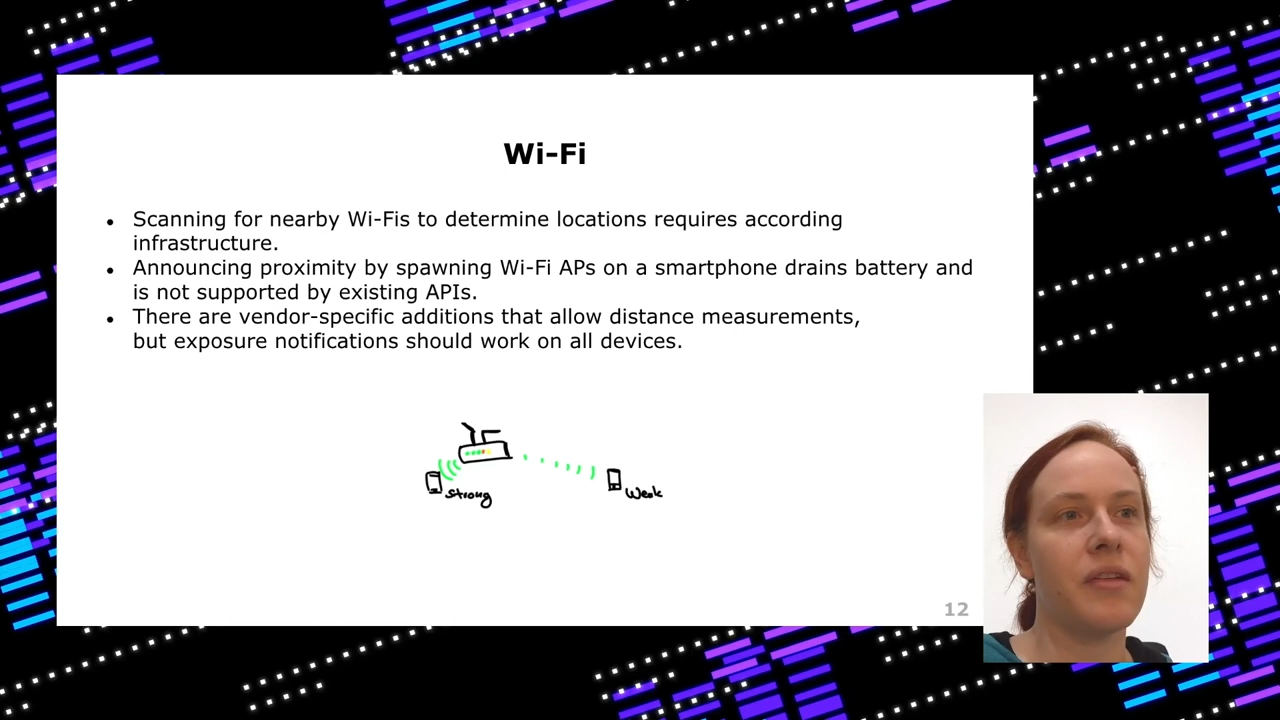 Wi-Fi
Scanning for nearby Wi-Fis to determine locations requires according
infrastructure.
Announcing proximity by spawning Wi-Fi APs on a smartphone drains battery and
is not supported by existing APIs.
There are vendor-specific additions that allow distance measurements,
but exposure notifications should work on all devices.
Strong
Weak
12